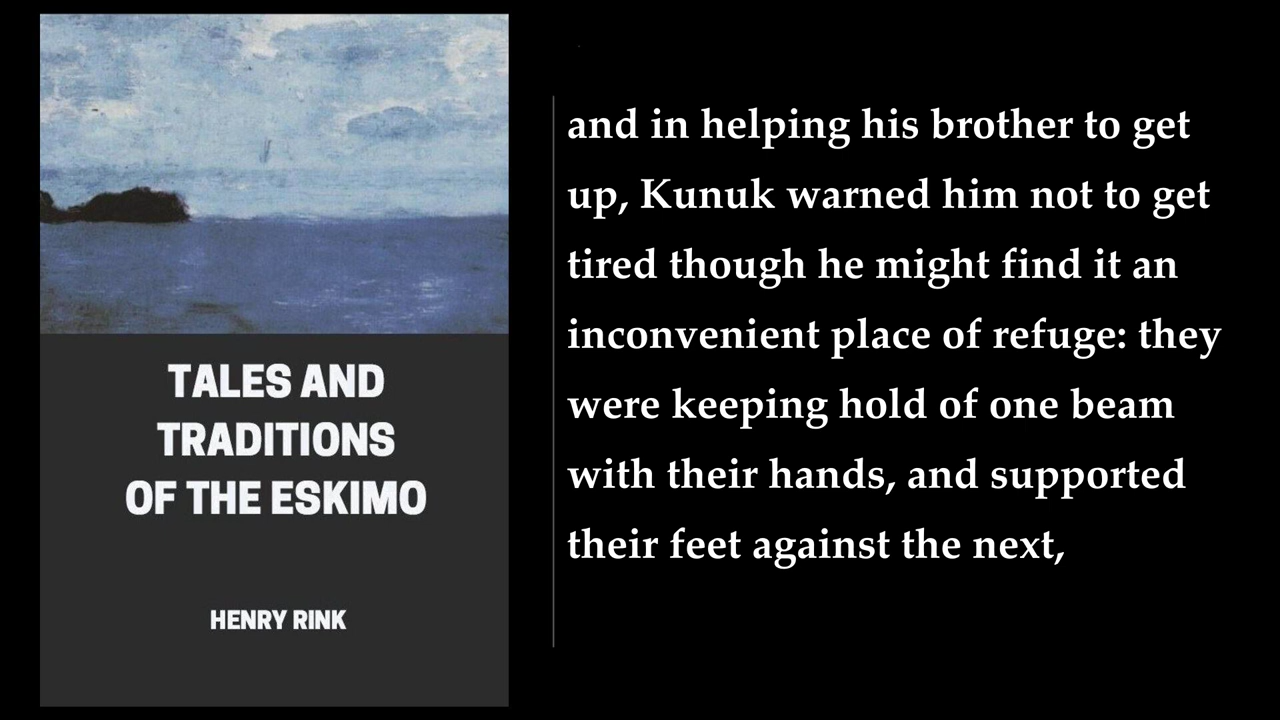 TALES AND
TRADITIONS
OF THE ESKIMO
HENRY RINK
and in helping his brother to get
up, Kunuk warned him not to get
tired though he might find it an
inconvenient place of refuge: they
were keeping hold of one beam
with their hands, and supported
their feet against the next,